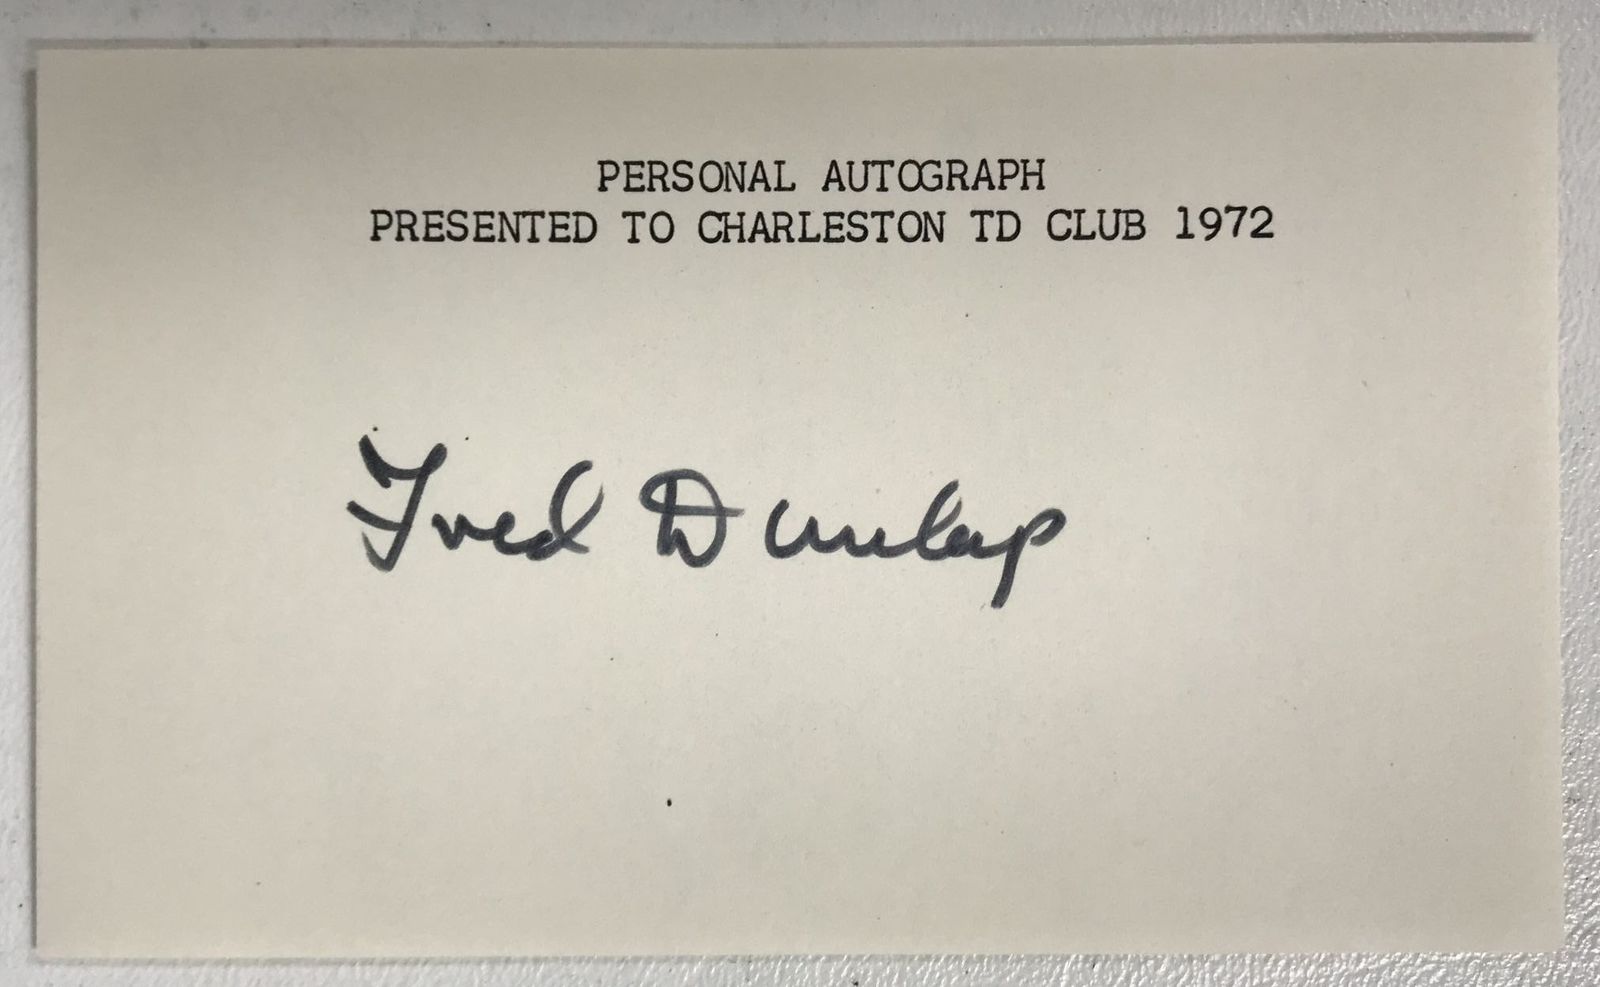 PERSONAL AUTOGRAPH
PRESENTED TO CHARLESTON TD CLUB 1972
Fred Dunlap